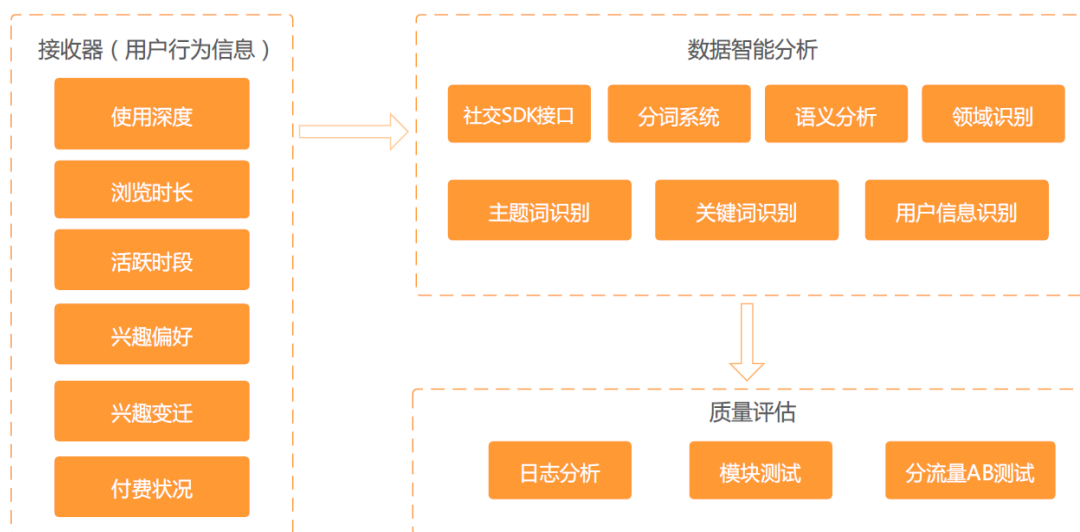 接收器（用户行为信息）
使用深度
浏览时长
活跃时段
兴趣偏好
兴趣变迁
付费状况
数据智能分析
社交SDK接口
分词系统
语义分析
领域识别
主题词识别
关键词识别
用户信息识别
质量评估
日志分析
模块测试
分流量AB测试